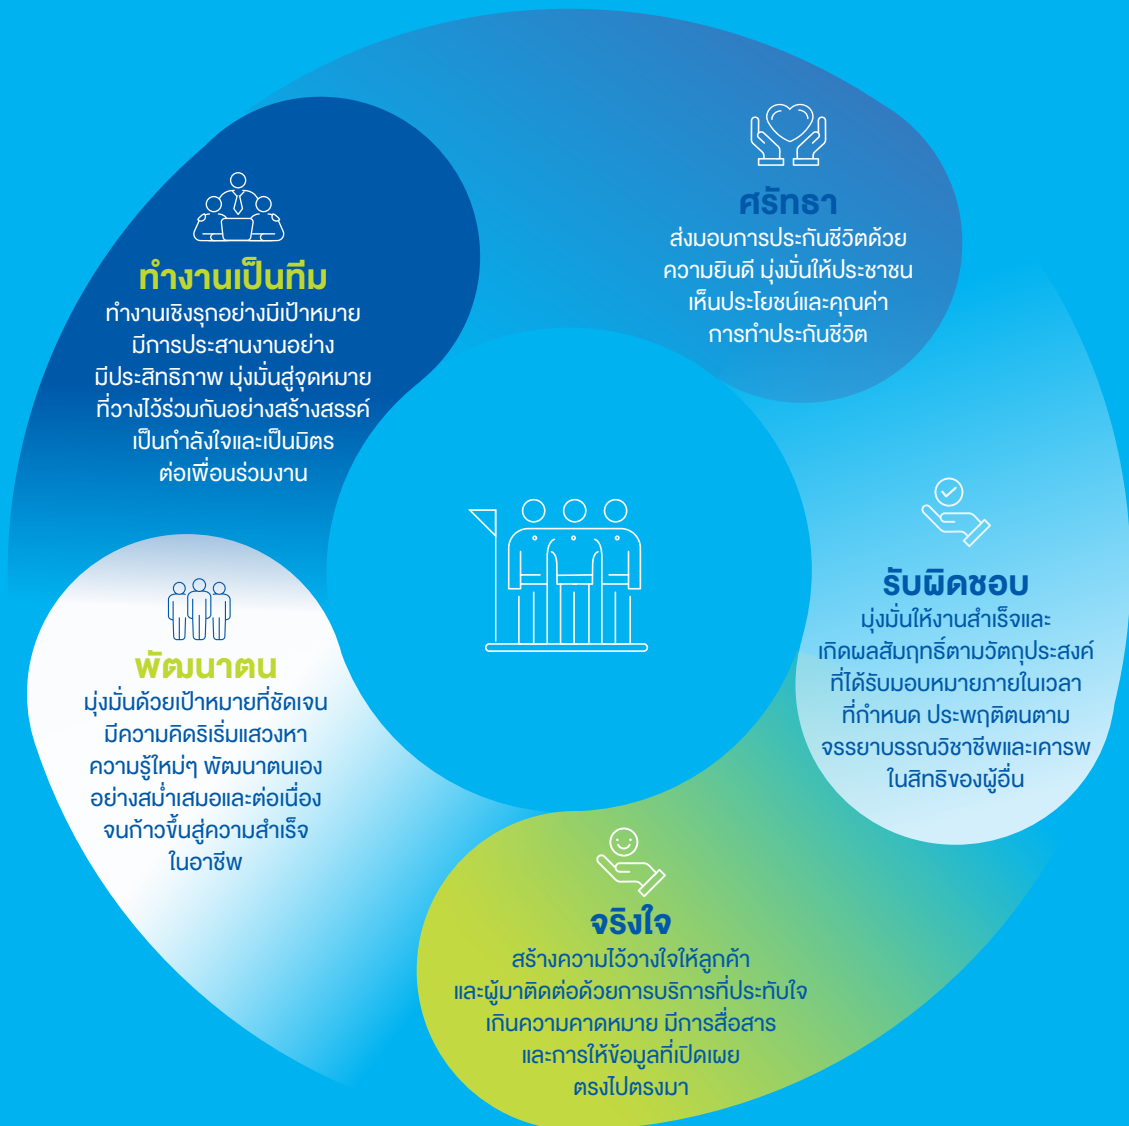 ศรัทธา
ส่งมอบการประกันชีวิตด้วย
ความยินดี มุ่งมั่นให้ประชาชน
เห็นประโยชน์และคุณค่า
การทำประกันชีวิต
รับผิดชอบ
มุ่งมั่นให้งานสำเร็จและ
เกิดผลสัมฤทธิ์ตามวัตถุประสงค์
ที่ได้รับมอบหมายภายในเวลา
ที่กำหนด ประพฤติตนตาม
จรรยาบรรณวิชาชีพและเคารพ
ในสิทธิของผู้อื่น
จริงใจ
สร้างความไว้วางใจให้ลูกค้า
และผู้มาติดต่อด้วยการบริการที่ประทับใจ
เกินความคาดหมาย มีการสื่อสาร
และการให้ข้อมูลที่เปิดเผย
ตรงไปตรงมา
พัฒนาตน
มุ่งมั่นด้วยเป้าหมายที่ชัดเจน
มีความคิดริเริ่มแสวงหา
ความรู้ใหม่ๆ พัฒนาตนเอง
อย่างสม่ำเสมอและต่อเนื่อง
จนก้าวขึ้นสู่ความสำเร็จ
ในอาชีพ
ทำงานเป็นทีม
ทำงานเชิงรุกอย่างมีเป้าหมาย
มีการประสานงานอย่าง
มีประสิทธิภาพ มุ่งมั่นสู่จุดหมาย
ที่วางไว้ร่วมกันอย่างสร้างสรรค์
เป็นกำลังใจและเป็นมิตร
ต่อเพื่อนร่วมงาน